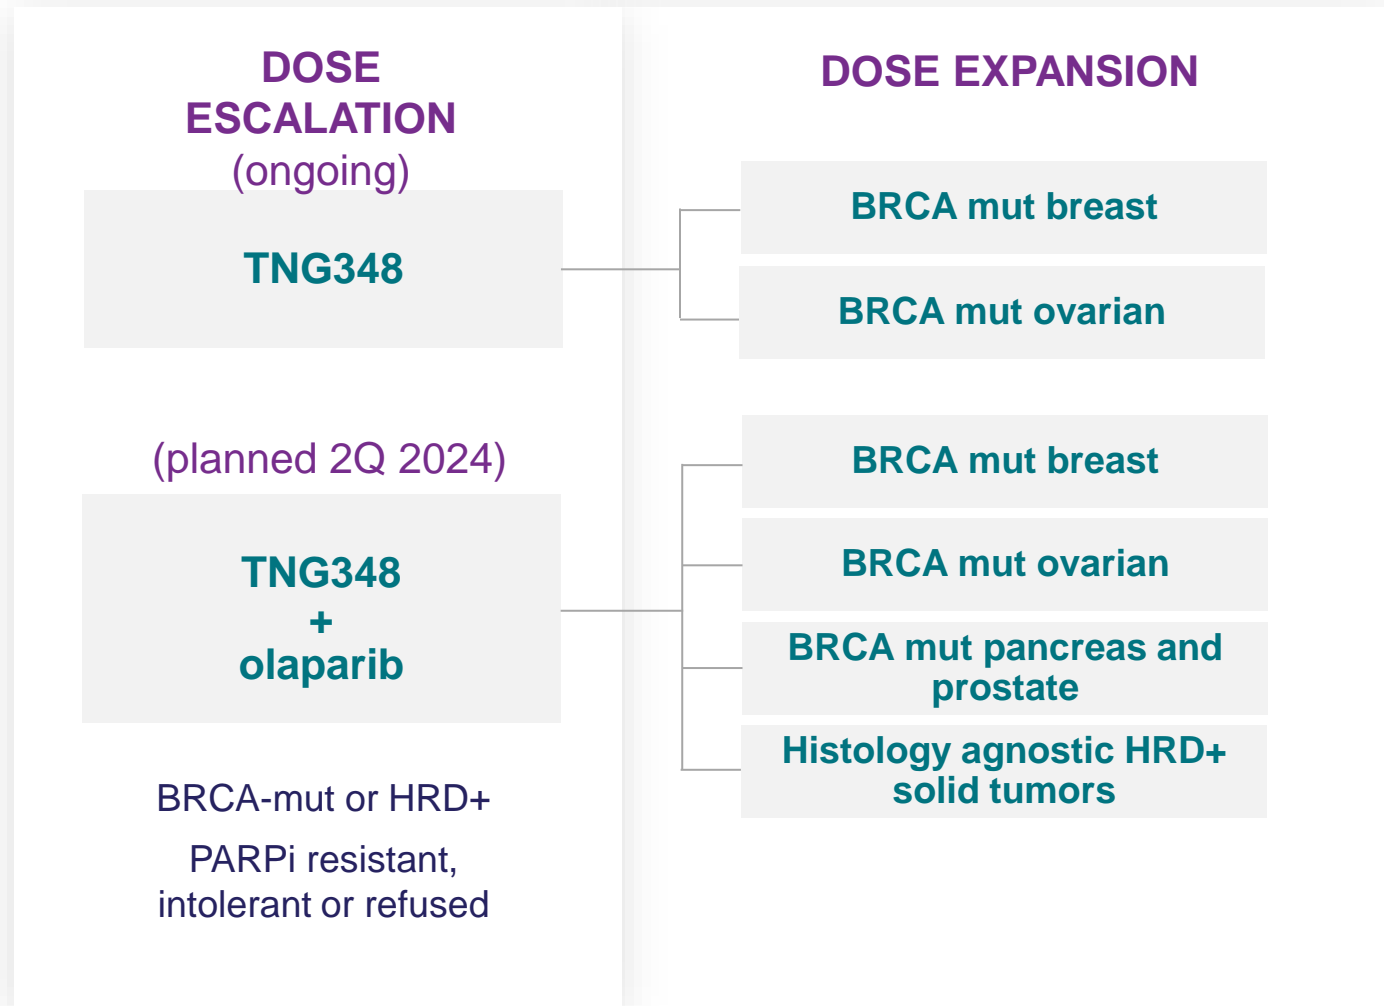 DOSE
ESCALATION
(ongoing)
TNG348
(planned 2Q 2024)
TNG348
+
olaparib
BRCA-mut or HRD+
PARPi resistant,
intolerant or refused
DOSE EXPANSION
BRCA mut breast
BRCA mut ovarian
BRCA mut breast
BRCA mut ovarian
BRCA mut pancreas and
prostate
Histology agnostic HRD+
solid tumors